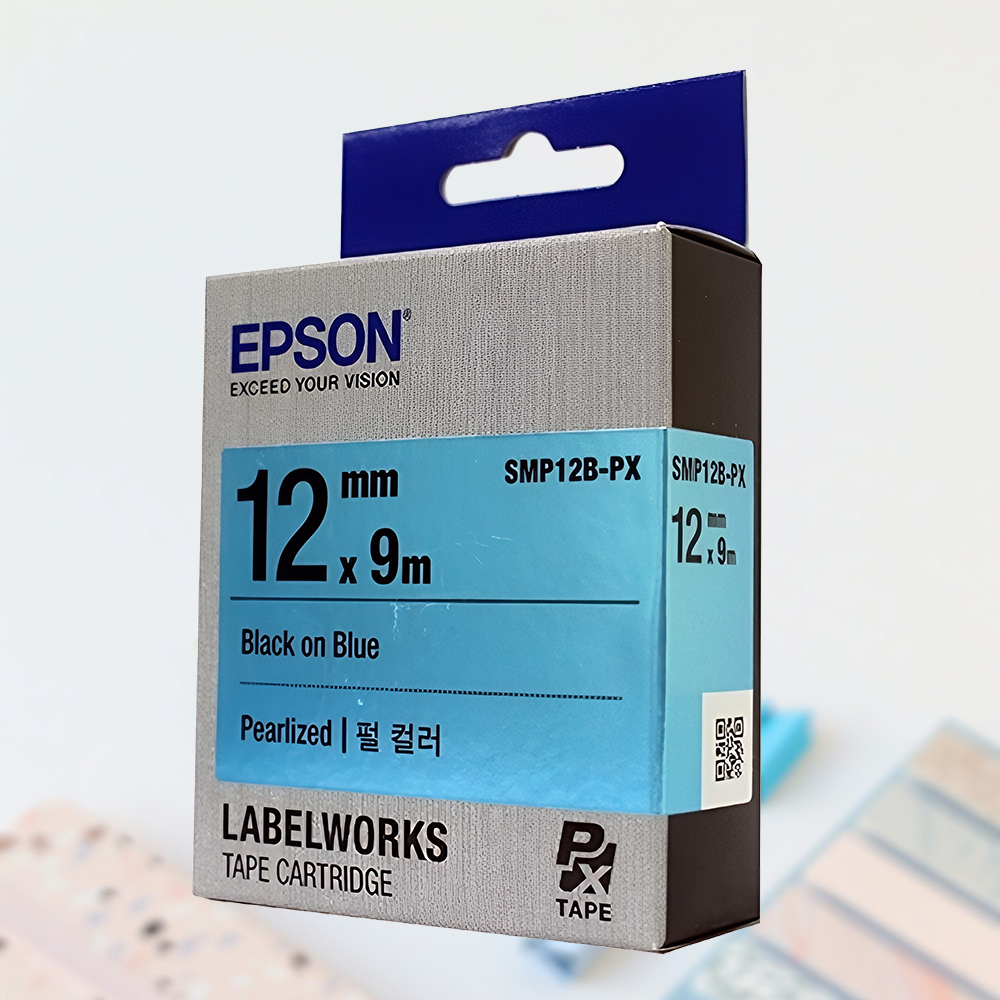 EPSON®
EXCEED YOUR VISION
12 mm x 9m
SMP12B-PX
Black on Blue
Pearlized | 펄 컬러
LABELWORKS
TAPE CARTRIDGE
PX
TAPE
SMP12B-PX
12 mm x 9m